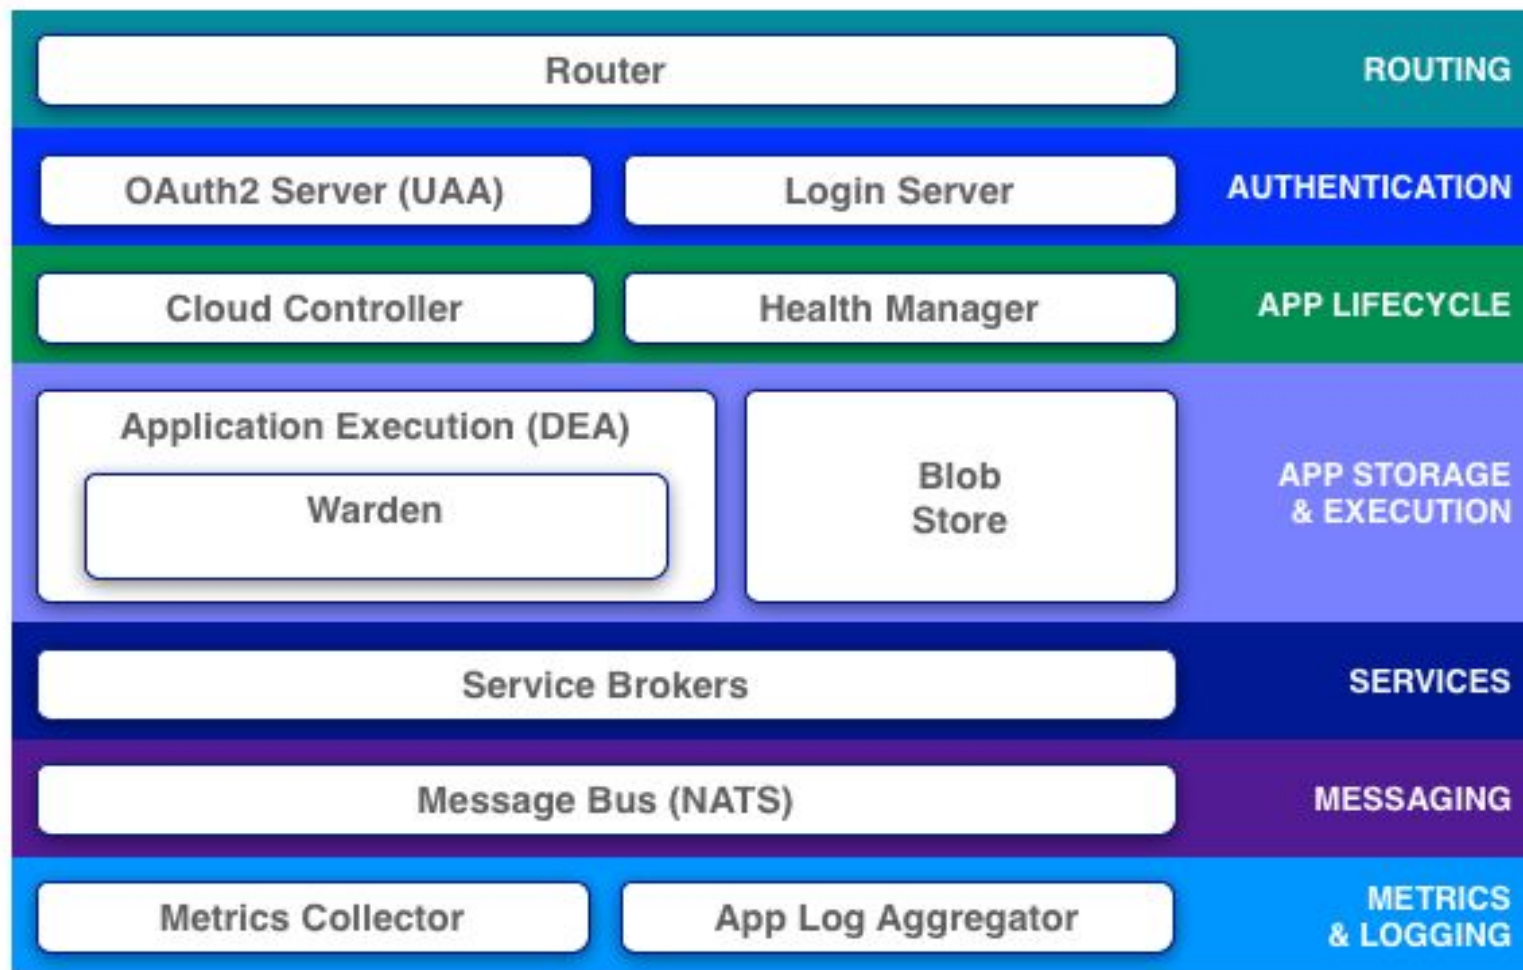 Router
ROUTING
OAuth2 Server (UAA)
Login Server
AUTHENTICATION
Cloud Controller
Health Manager
APP LIFECYCLE
Application Execution (DEA)
Warden
Blob
Store
APP STORAGE
& EXECUTION
Service Brokers
SERVICES
Message Bus (NATS)
MESSAGING
Metrics Collector
App Log Aggregator
METRICS
& LOGGING